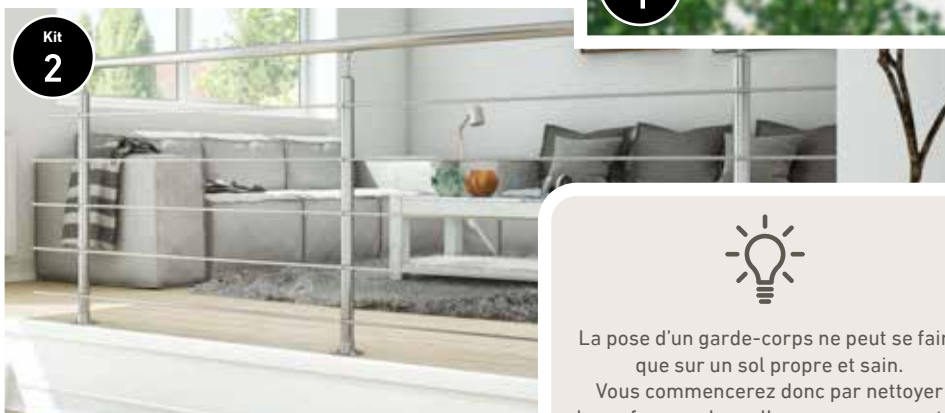 Kit
2
1
La pose d'un garde-corps ne peut se fair
que sur un sol propre et sain.
Vous commencerez donc par nettoyer